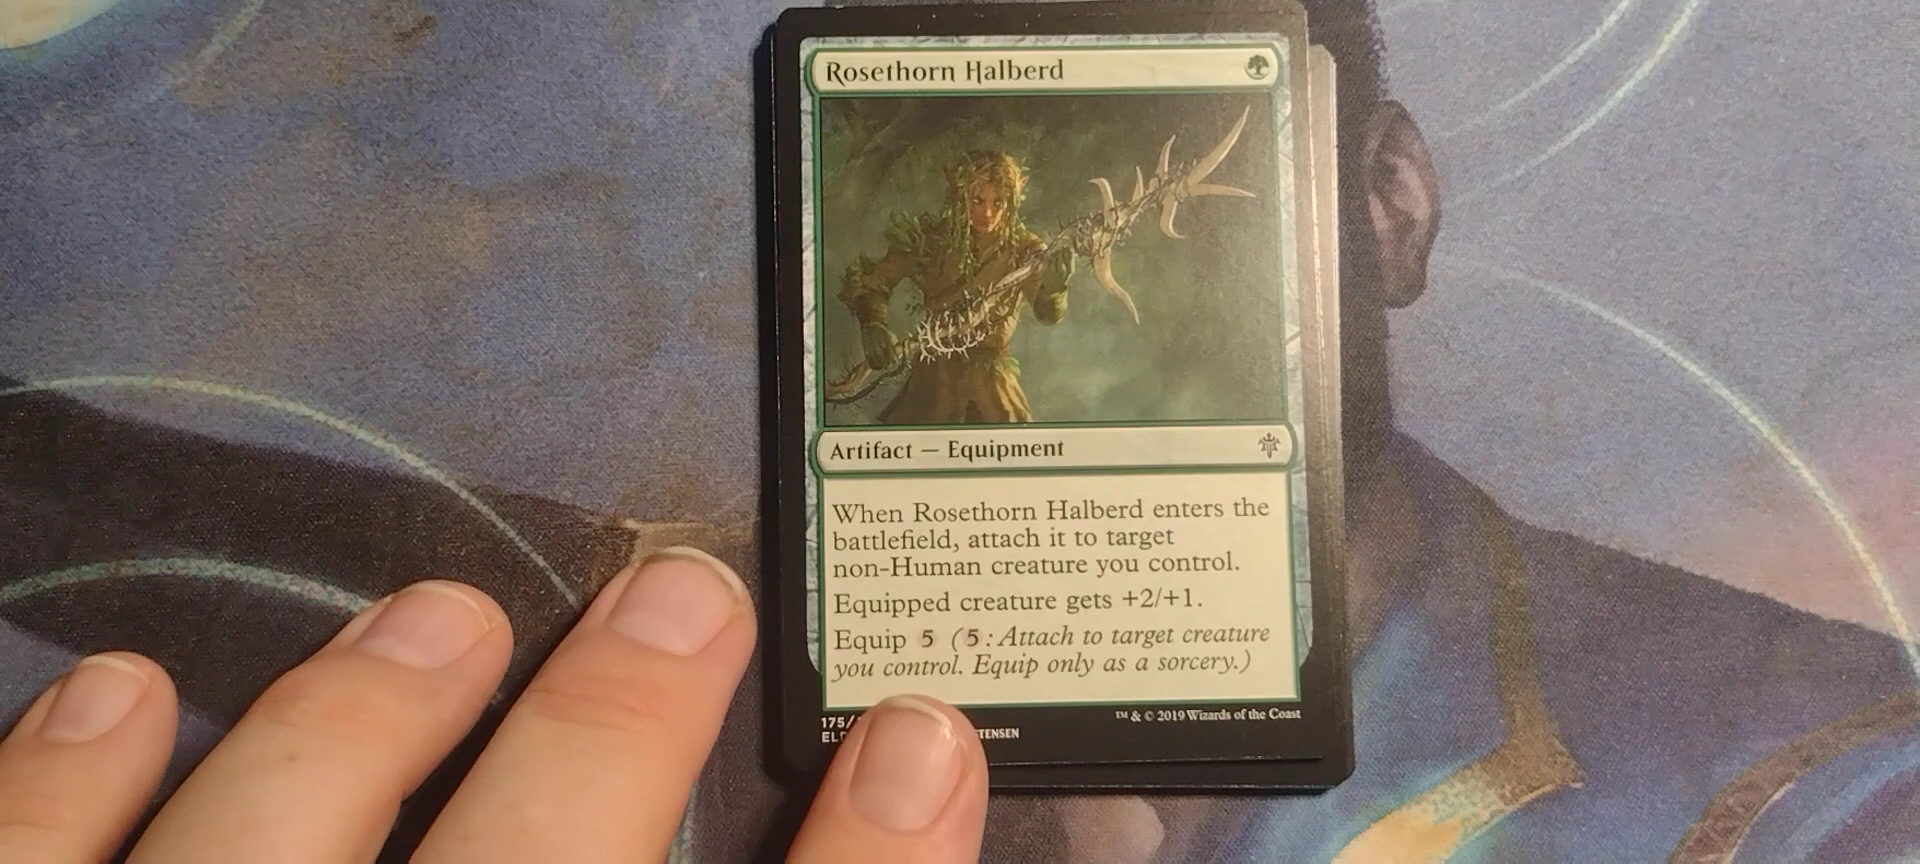 Rosethorn Halberd
Artifact — Equipment
When Rosethorn Halberd enters the
battlefield, attach it to target
non-Human creature you control.
Equipped creature gets +2/+1.
Equip 5 (5: Attach to target creature
you control. Equip only as a sorcery.)
175/
TENSEN
™ & © 2019 Wizards of the Coast